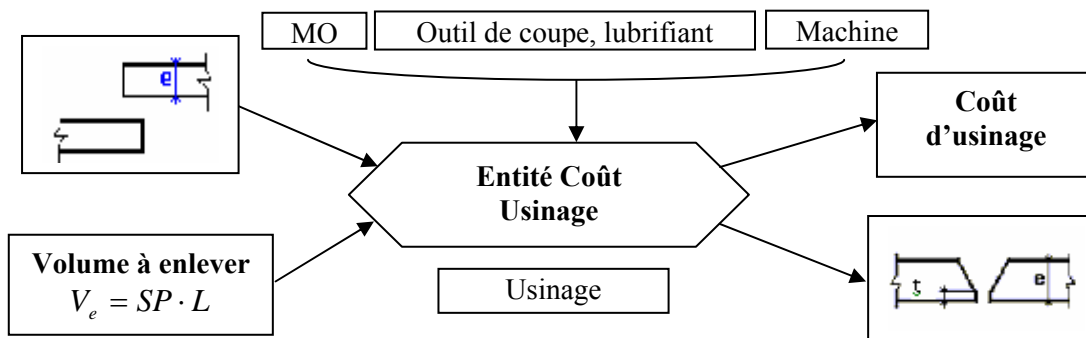 MO
Outil de coupe, lubrifiant
Machine
e
Coût
d’usinage
Entité Coût
Usinage
Volume à enlever
V_e = SP · L
Usinage
t
e